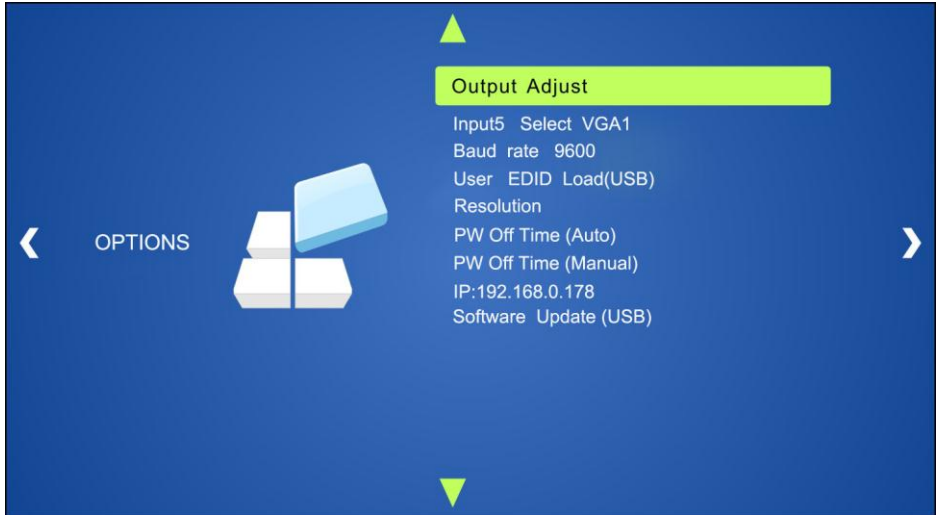 OPTIONS
Output Adjust
Input5 Select VGA1
Baud rate 9600
User EDID Load(USB)
Resolution
PW Off Time (Auto)
PW Off Time (Manual)
IP:192.168.0.178
Software Update (USB)